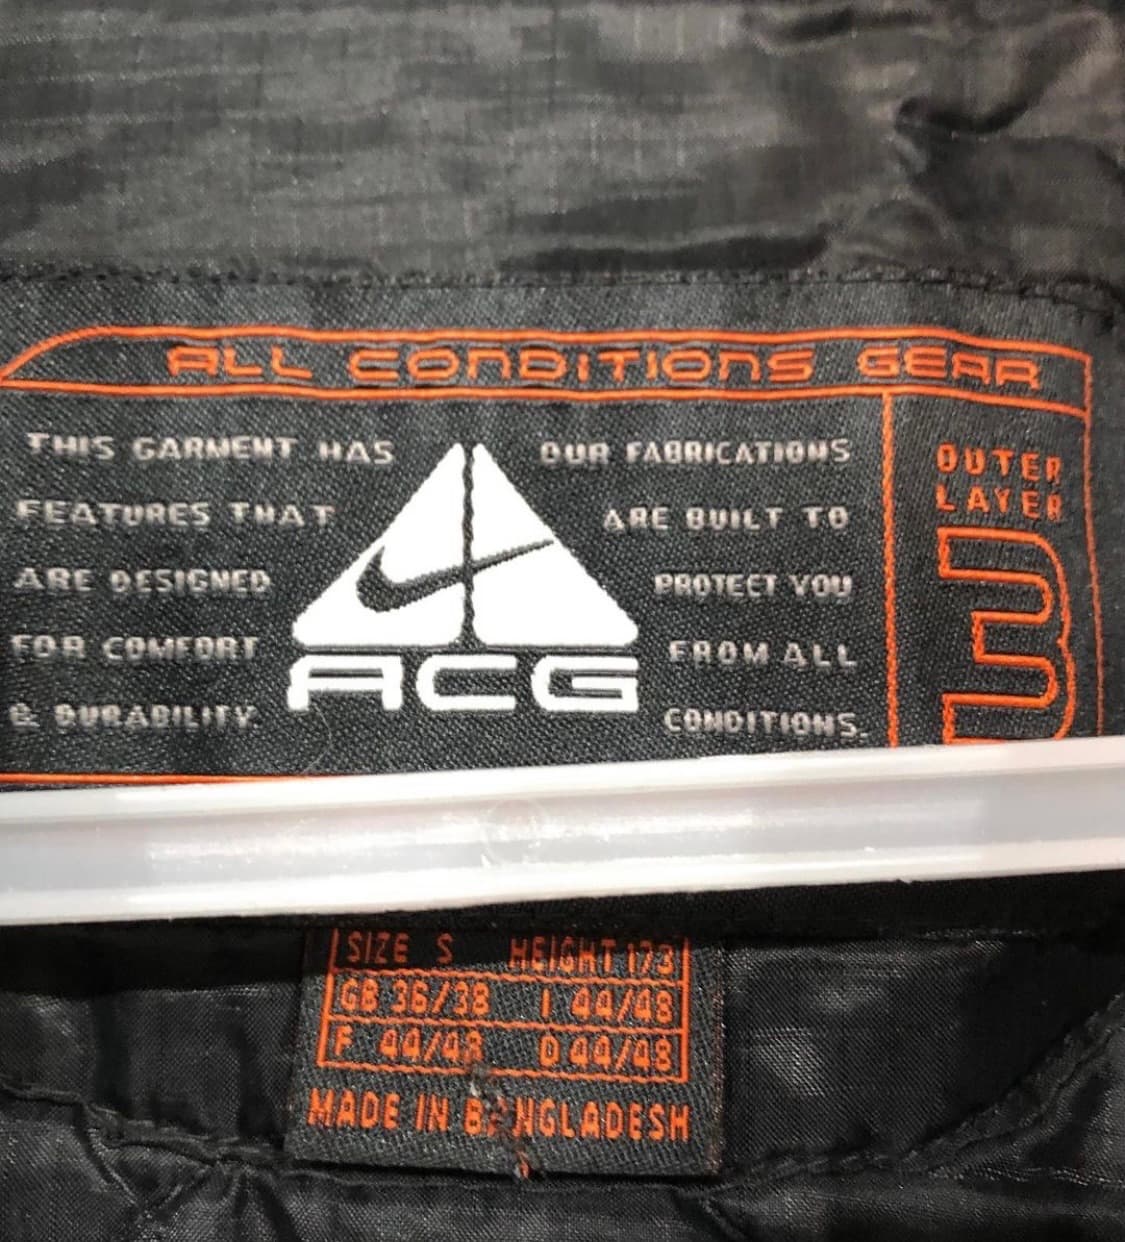 ALL CONDITIONS GEAR
THIS GARMENT HAS
FEATURES THAT
ARE DESIGNED
FOR COMFORT
& DURABILITY.
ACG
OUR FABRICATIONS
ARE BUILT TO
PROTECT YOU
FROM ALL
CONDITIONS.
OUTER
LAYER
3
SIZE S HEIGHT 173
GB 36/38 I 44/48
F 44/48 D 44/48
MADE IN BANGLADESH